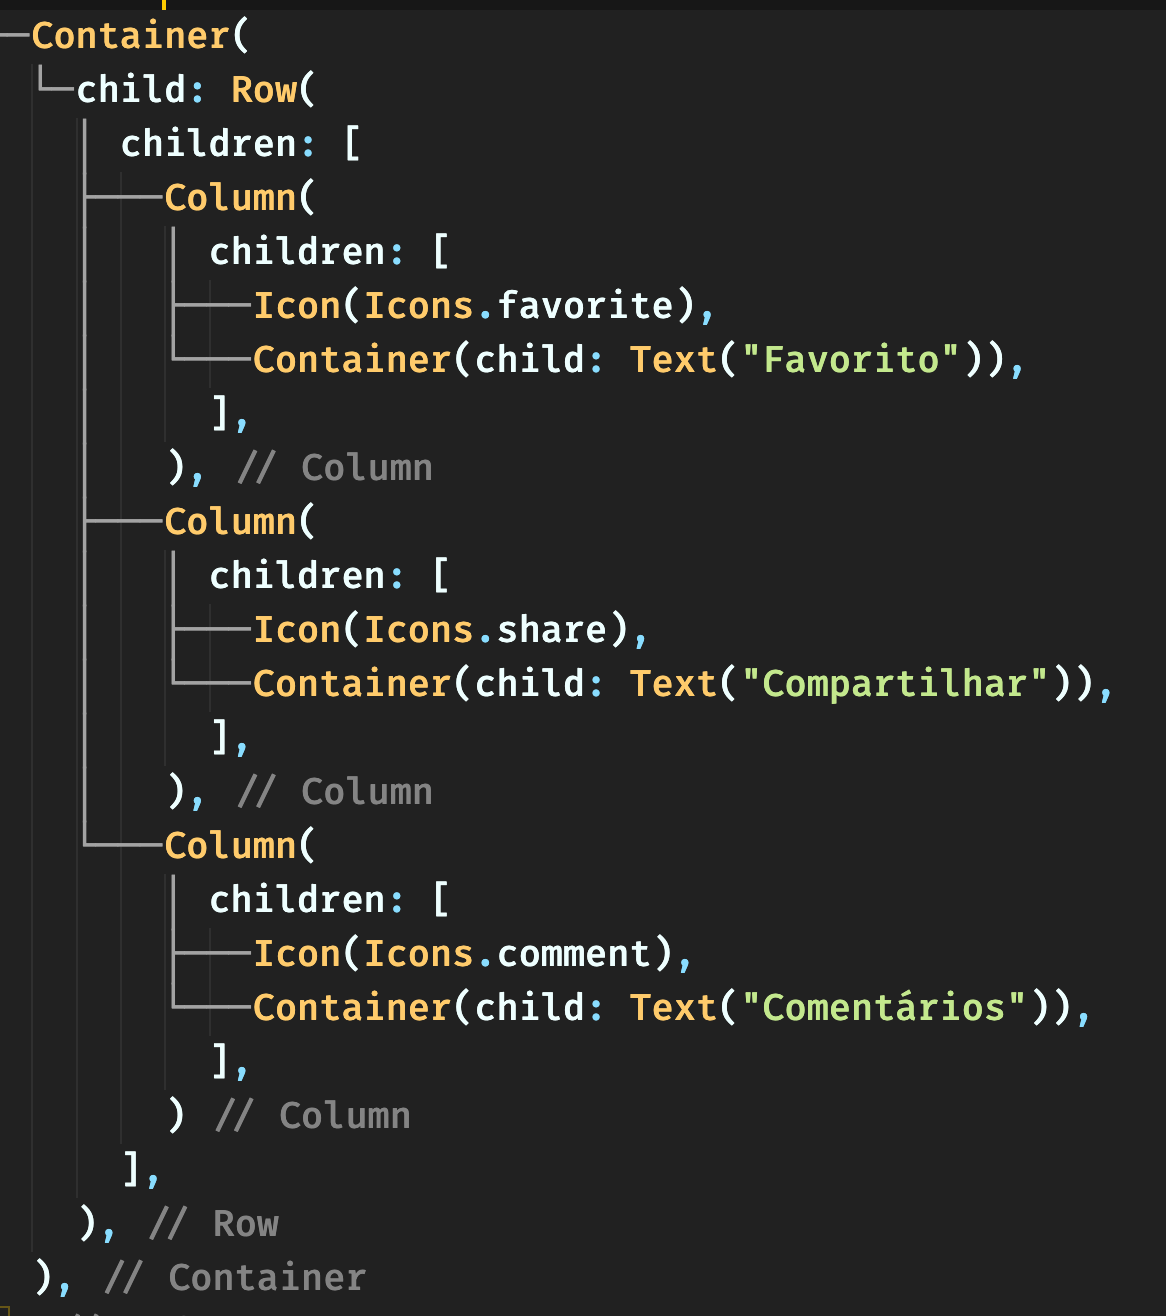 Container(
child: Row(
children: [
Column(
children: [
Icon(Icons.favorite),
Container(child: Text("Favorito")),
],
), // Column
Column(
children: [
Icon(Icons.share),
Container(child: Text("Compartilhar")),
],
), // Column
Column(
children: [
Icon(Icons.comment),
Container(child: Text("Comentários")),
],
) // Column
],
), // Row
), // Container